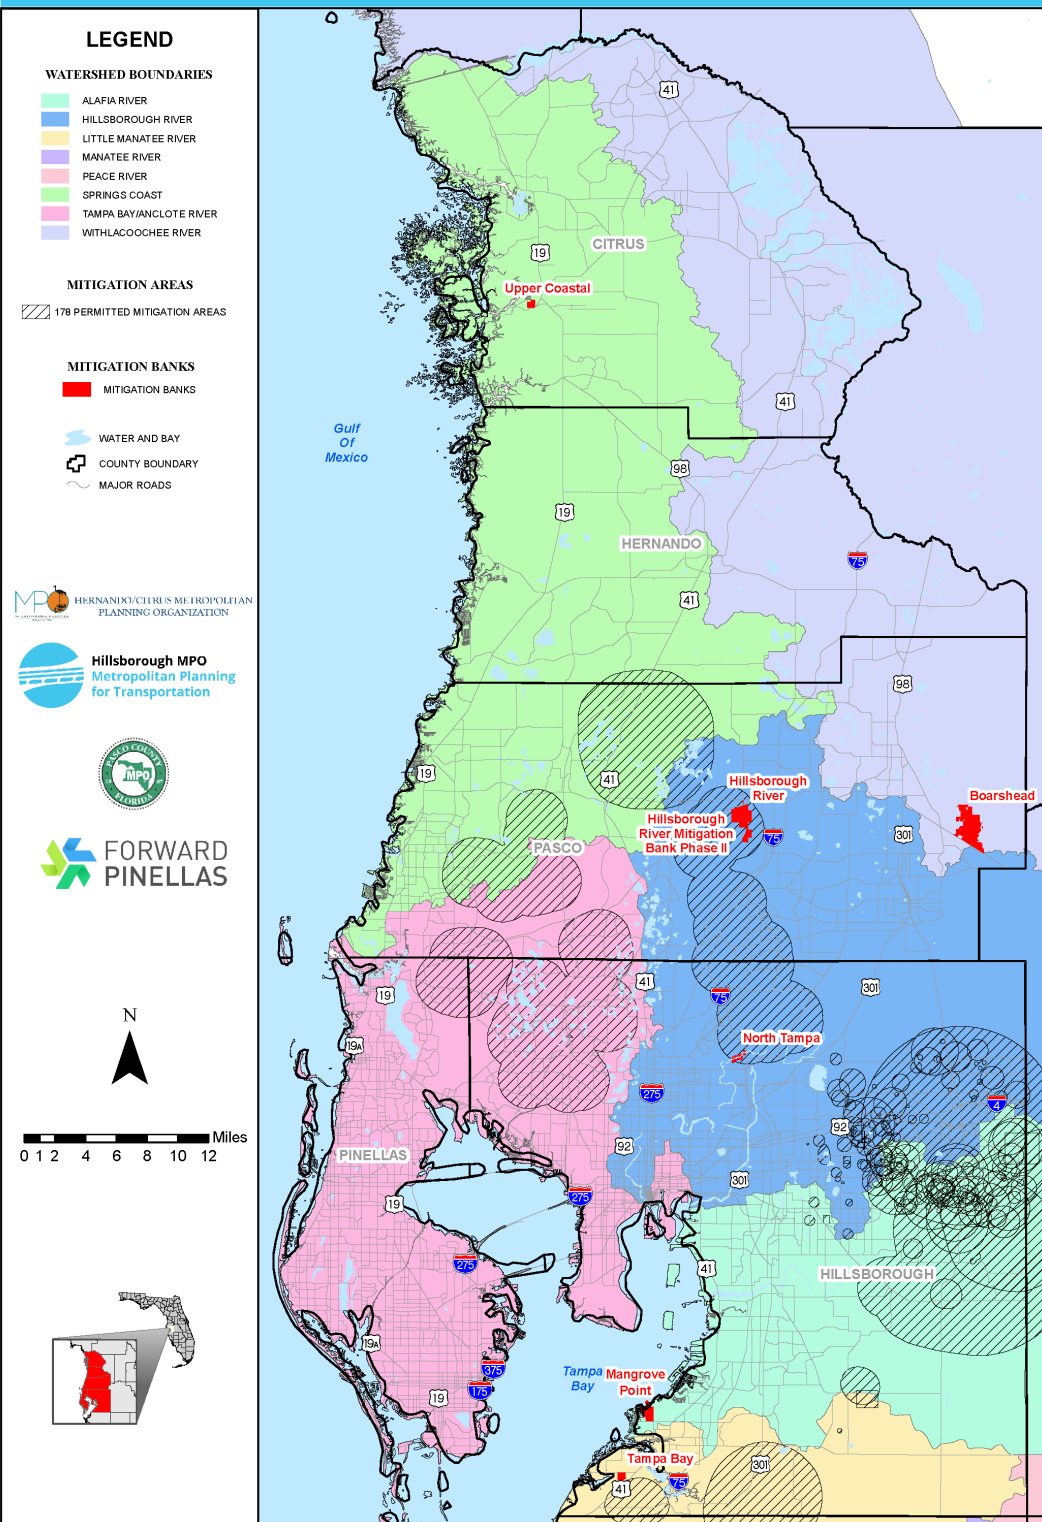 LEGEND
WATERSHED BOUNDARIES
ALAFIA RIVER
HILLSBOROUGH RIVER
LITTLE MANATEE RIVER
MANATEE RIVER
PEACE RIVER
SPRINGS COAST
TAMPA BAY/ANCLOTE RIVER
WITHLACOOCHEE RIVER
MITIGATION AREAS
178 PERMITTED MITIGATION AREAS
MITIGATION BANKS
MITIGATION BANKS
WATER AND BAY
COUNTY BOUNDARY
MAJOR ROADS
MPO
HERNANDO/CITRUS METROPOLITAN
PLANNING ORGANIZATION
Hillsborough MPO
Metropolitan Planning
for Transportation
PASCO COUNTY
MPO
FLORIDA
FORWARD
PINELLAS
N
Miles
0 1 2 4 6 8 10 12
41
CITRUS
19
Upper Coastal
41
Gulf
Of
Mexico
98
19
HERNANDO
75
41
98
19
41
Hillsborough
River
Boarshead
Hillsborough
River Mitigation
Bank Phase II
75
301
PASCO
41
19
75
301
North Tampa
19A
275
4
92
92
PINELLAS
301
19
275
275
41
HILLSBOROUGH
19A
375
175
19
Tampa
Bay
Mangrove
Point
Tampa Bay
301
75
41